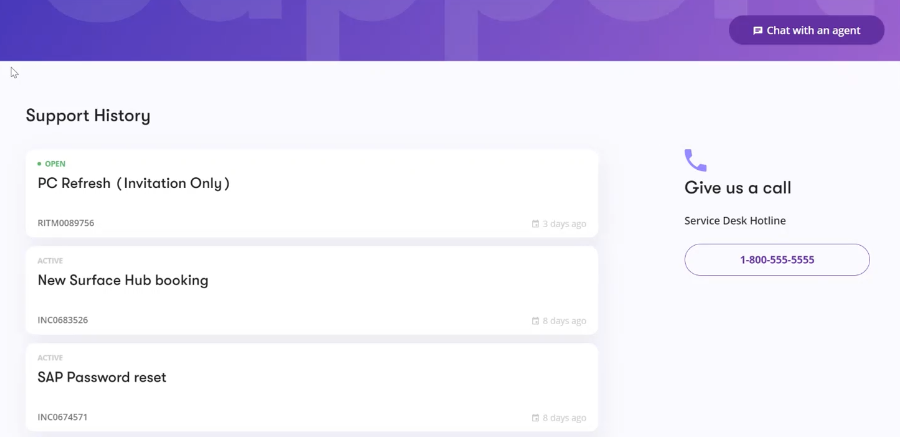 Support
Chat with an agent
Support History
OPEN
PC Refresh (Invitation Only)
RITM0089756
3 days ago
ACTIVE
New Surface Hub booking
INC0683526
8 days ago
ACTIVE
SAP Password reset
INC0674571
8 days ago
Give us a call
Service Desk Hotline
1-800-555-5555